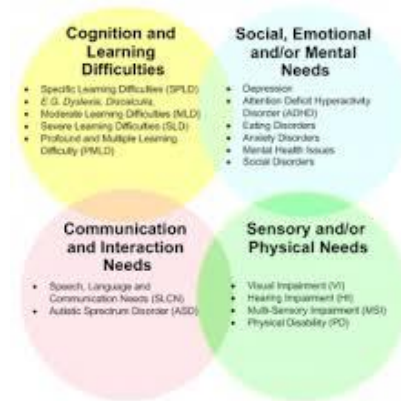 Cognition and
Learning
Difficulties
Specific Learning Difficulties (SPLD)
E.G. Dyslexia, Discalculia,
Moderate Learning Difficulties (MLD)
Severe Learning Difficulties (SLD)
Profound and Multiple Learning
Difficulty (PMLD)
Social, Emotional
and/or Mental
Needs
Depression
Attention Deficit Hyperactivity
Disorder (ADHD)
Eating Disorders
Anxiety Disorders
Mental Health Issues
Social Disorders
Communication
and Interaction
Needs
Speech, Language and
Communication Needs (SLCN)
Autistic Sprectrum Disorder (ASD)
Sensory and/or
Physical Needs
Visual Impairment (VI)
Hearing Impairment (HI)
Multi-Sensory Impairment (MSI)
Physical Disability (PD)